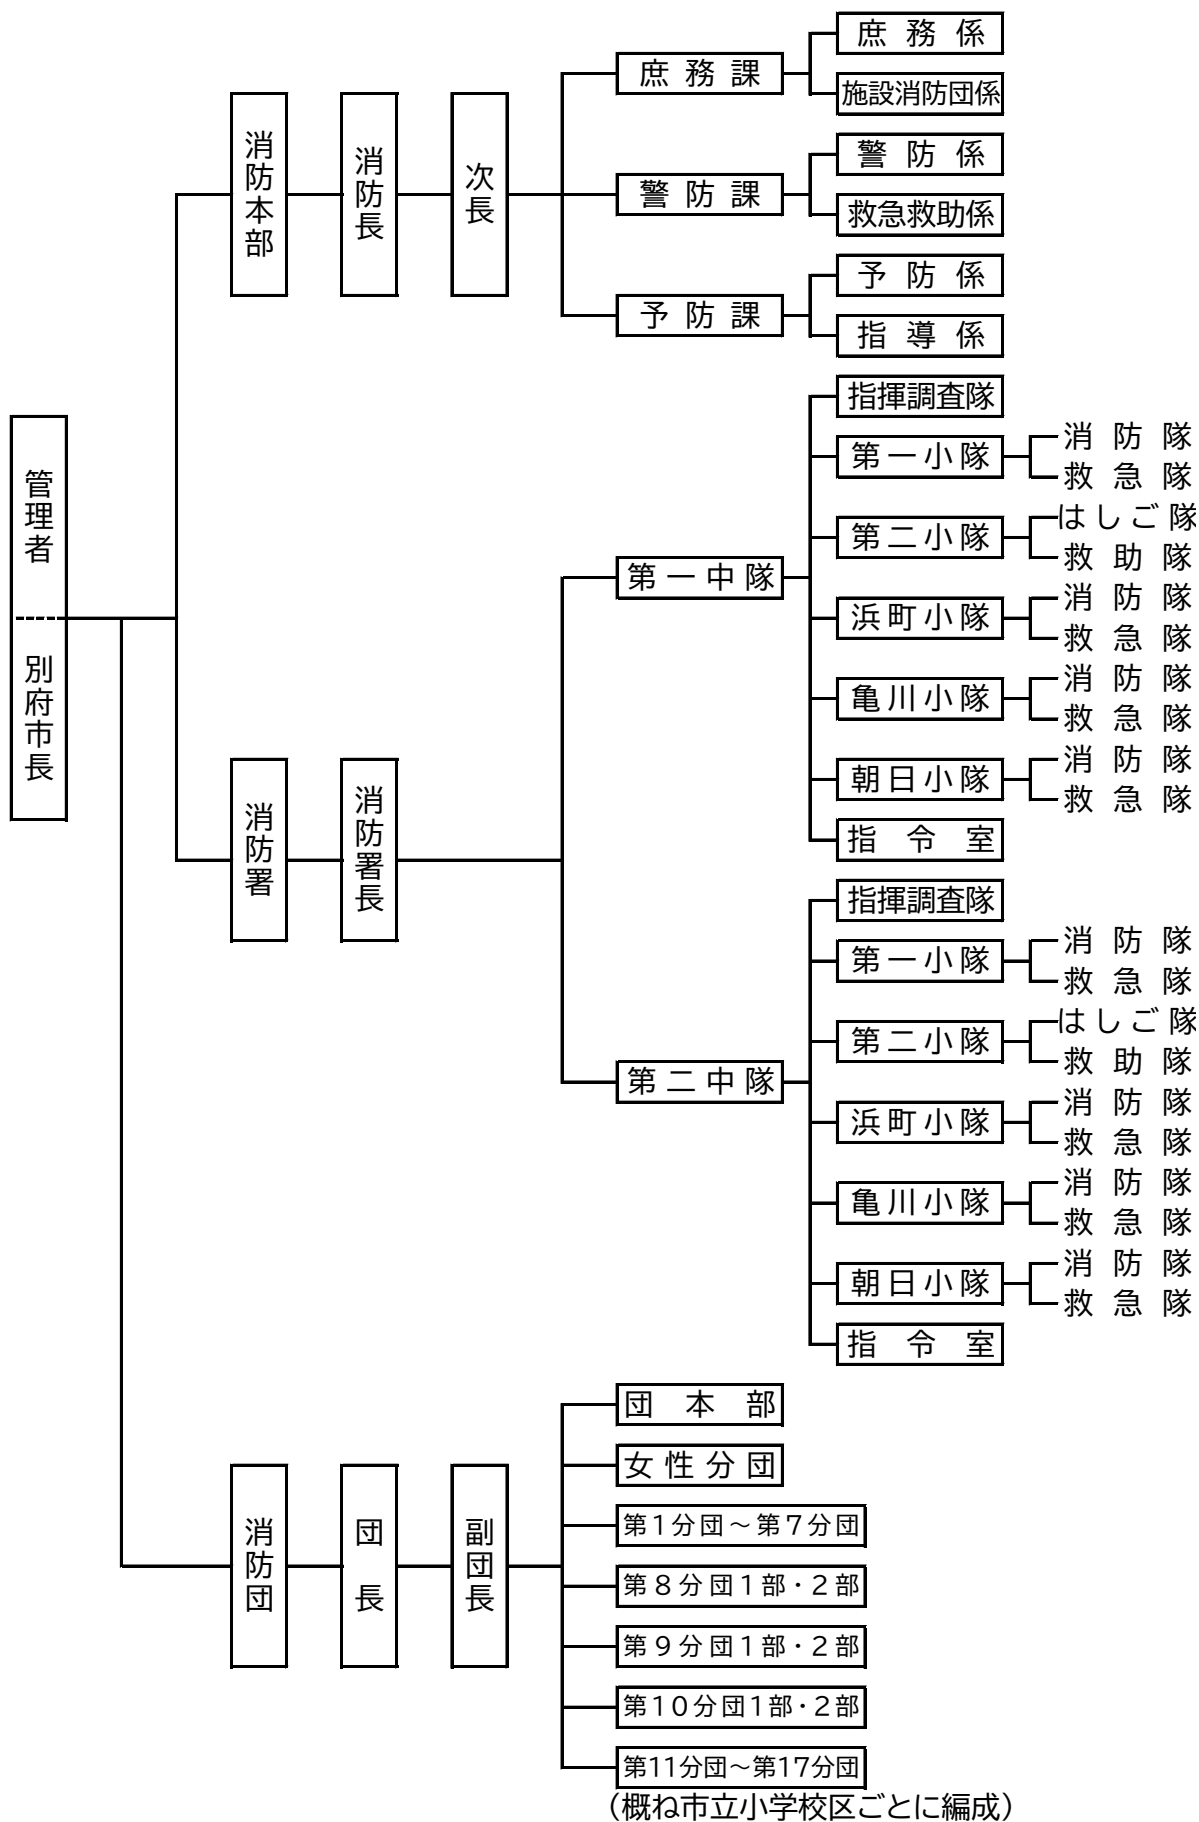 管理者
別府市長
消防本部
消防長
次長
庶務課
庶務係
施設消防団係
警防課
警防係
救急救助係
予防課
予防係
指導係
消防署
消防署長
第一中隊
指揮調査隊
第一小隊
消防隊
救急隊
第二小隊
はしご隊
救助隊
浜町小隊
消防隊
救急隊
亀川小隊
消防隊
救急隊
朝日小隊
消防隊
救急隊
指令室
第二中隊
指揮調査隊
第一小隊
消防隊
救急隊
第二小隊
はしご隊
救助隊
浜町小隊
消防隊
救急隊
亀川小隊
消防隊
救急隊
朝日小隊
消防隊
救急隊
指令室
消防団
団長
副団長
団本部
女性分団
第1分団～第7分団
第8分団1部・2部
第9分団1部・2部
第10分団1部・2部
第11分団～第17分団
（概ね市立小学校区ごとに編成）